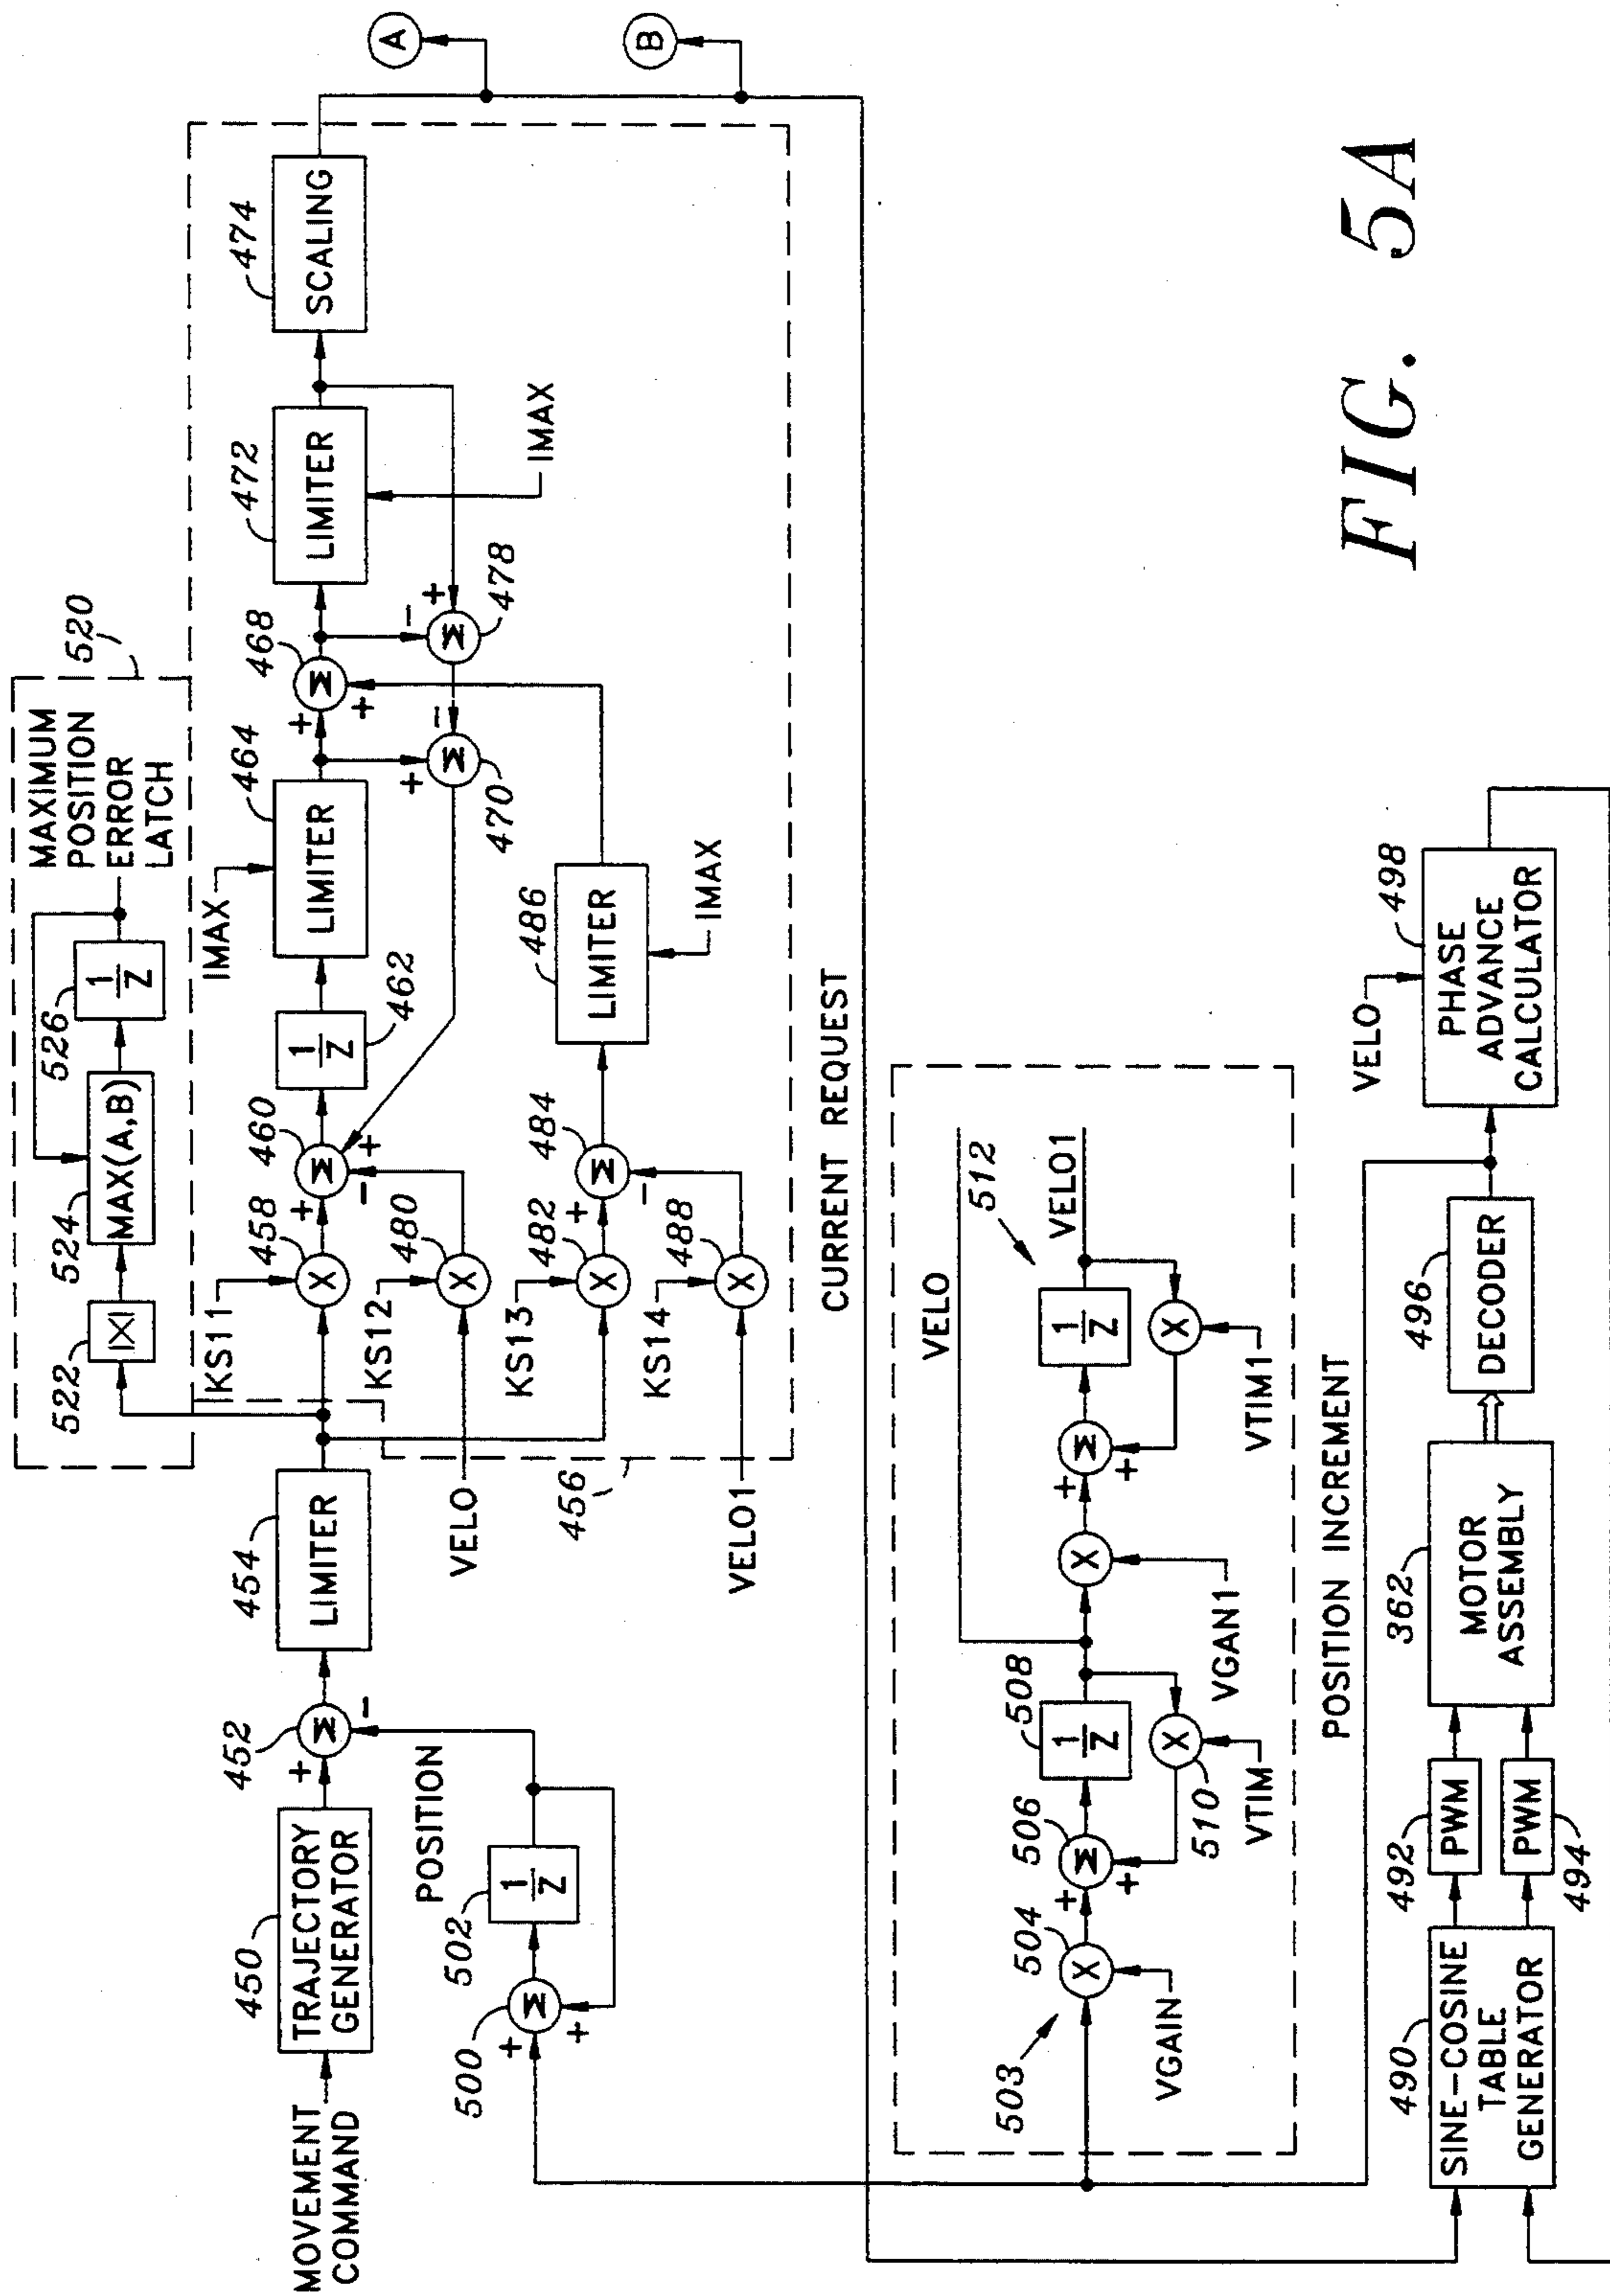 MAXIMUM
POSITION
ERROR
LATCH
520
526
1
Z
524
MAX(A,B)
522
|X|
MOVEMENT
COMMAND
450
TRAJECTORY
GENERATOR
452
+
Σ
-
454
LIMITER
KS11
458
X
+
460
Σ
+
-
1
Z
462
IMAX
464
LIMITER
+
468
Σ
+
472
LIMITER
IMAX
474
SCALING
A
B
+
Σ
470
-
-
Σ
+
478
KS12
480
X
VELO
KS13
482
X
+
484
Σ
-
486
LIMITER
IMAX
KS14
488
X
VELO1
456
POSITION
500
+
Σ
+
502
1
Z
CURRENT REQUEST
503
504
X
VGAIN
+
506
Σ
+
508
1
Z
X
510
VTIM
X
VGAN1
+
Σ
+
1
Z
X
VTIM1
VELO
512
VELO1
POSITION INCREMENT
490
SINE-COSINE
TABLE
GENERATOR
492
PWM
PWM
494
362
MOTOR
ASSEMBLY
496
DECODER
VELO
498
PHASE
ADVANCE
CALCULATOR
FIG. 5A